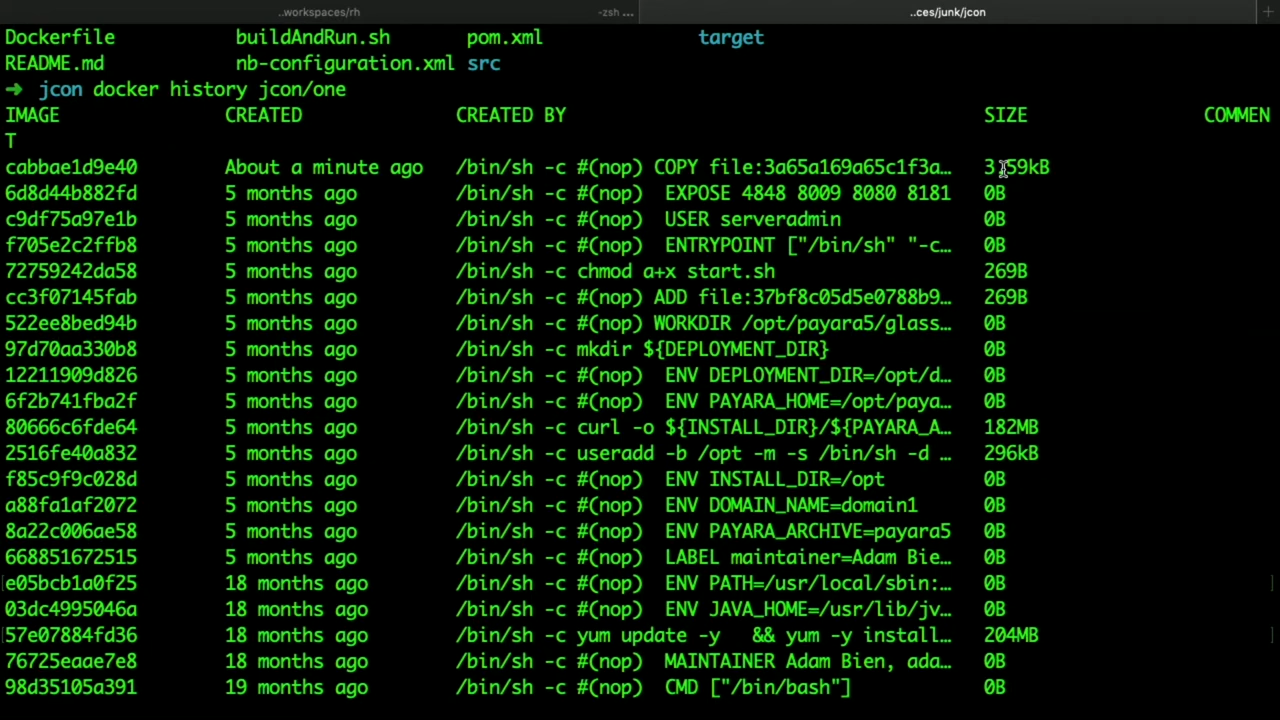 ..workspaces/rh -zsh ... ..ces/junk/jcon +
Dockerfile buildAndRun.sh pom.xml target
README.md nb-configuration.xml src
➜ jcon docker history jcon/one
IMAGE CREATED CREATED BY SIZE COMMEN
T
cabbae1d9e40 About a minute ago /bin/sh -c #(nop) COPY file:3a65a169a65c1f3a… 3.59kB
6d8d44b882fd 5 months ago /bin/sh -c #(nop) EXPOSE 4848 8009 8080 8181 0B
c9df75a97e1b 5 months ago /bin/sh -c #(nop) USER serveradmin 0B
f705e2c2ffb8 5 months ago /bin/sh -c #(nop) ENTRYPOINT ["/bin/sh" "-c… 0B
72759242da58 5 months ago /bin/sh -c chmod a+x start.sh 269B
cc3f07145fab 5 months ago /bin/sh -c #(nop) ADD file:37bf8c05d5e0788b9… 269B
522ee8bed94b 5 months ago /bin/sh -c #(nop) WORKDIR /opt/payara5/glass… 0B
97d70aa330b8 5 months ago /bin/sh -c mkdir ${DEPLOYMENT_DIR} 0B
12211909d826 5 months ago /bin/sh -c #(nop) ENV DEPLOYMENT_DIR=/opt/d… 0B
6f2b741fba2f 5 months ago /bin/sh -c #(nop) ENV PAYARA_HOME=/opt/paya… 0B
80666c6fde64 5 months ago /bin/sh -c curl -o ${INSTALL_DIR}/${PAYARA_A… 182MB
2516fe40a832 5 months ago /bin/sh -c useradd -b /opt -m -s /bin/sh -d … 296kB
f85c9f9c028d 5 months ago /bin/sh -c #(nop) ENV INSTALL_DIR=/opt 0B
a88fa1faf2072 5 months ago /bin/sh -c #(nop) ENV DOMAIN_NAME=domain1 0B
8a22c006ae58 5 months ago /bin/sh -c #(nop) ENV PAYARA_ARCHIVE=payara5 0B
668851672515 5 months ago /bin/sh -c #(nop) LABEL maintainer=Adam Bie… 0B
e05bcb1a0f25 18 months ago /bin/sh -c #(nop) ENV PATH=/usr/local/sbin:… 0B
03dc4995046a 18 months ago /bin/sh -c #(nop) ENV JAVA_HOME=/usr/lib/jv… 0B
57e07884fd36 18 months ago /bin/sh -c yum update -y && yum -y install… 204MB
76725eaae7e8 18 months ago /bin/sh -c #(nop) MAINTAINER Adam Bien, ada… 0B
98d35105a391 19 months ago /bin/sh -c #(nop) CMD ["/bin/bash"] 0B